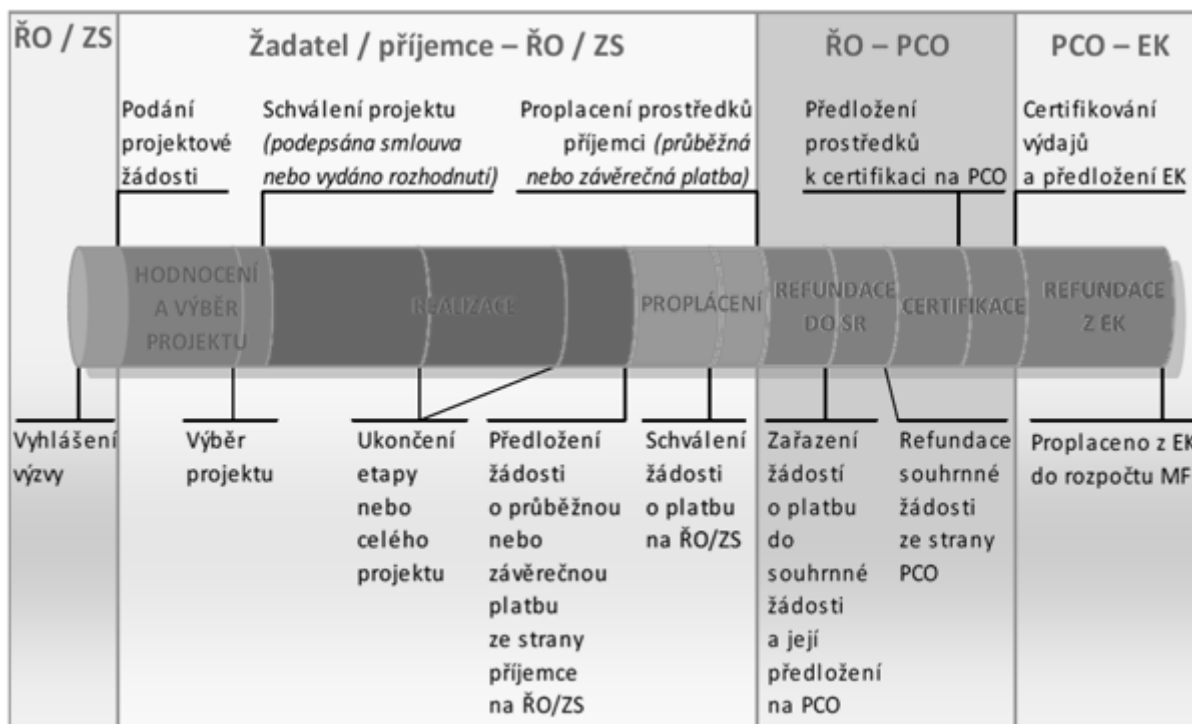 ŘO / ZS
Žadatel / příjemce – ŘO / ZS
ŘO – PCO
PCO – EK
Podání
projektové
žádosti
Schválení projektu
(podepsána smlouva
nebo vydáno rozhodnutí)
Proplacení prostředků
příjemci (průběžná
nebo závěrečná platba)
Předložení
prostředků
k certifikaci na PCO
Certifikování
výdajů
a předložení EK
HODNOCENÍ
A VÝBĚR
PROJEKTU
REALIZACE
PROPLÁCENÍ
REFUNDACE
DO SR
CERTIFIKACE
REFUNDACE
Z EK
Vyhlášení
výzvy
Výběr
projektu
Ukončení
etapy
nebo
celého
projektu
Předložení
žádosti
o průběžnou
nebo
závěrečnou
platbu
ze strany
příjemce
na ŘO/ZS
Schválení
žádosti
o platbu
na ŘO/ZS
Zařazení
žádostí
o platbu
do
souhrnné
žádosti
a její
předložení
na PCO
Refundace
souhrnné
žádosti
ze strany
PCO
Proplaceno z EK
do rozpočtu MF